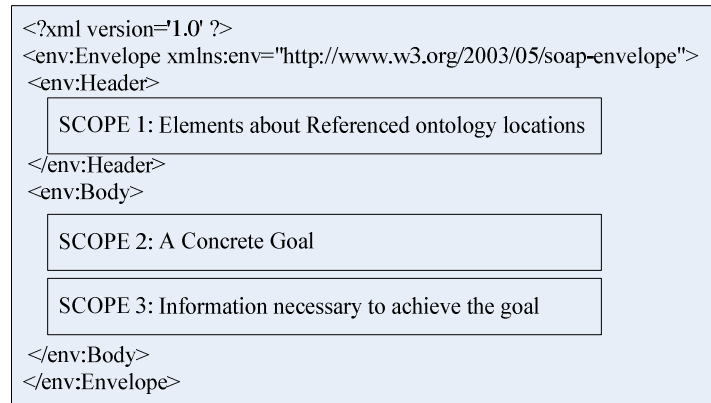 <?xml version='1.0' ?>
<env:Envelope xmlns:env="http://www.w3.org/2003/05/soap-envelope">
<env:Header>
SCOPE 1: Elements about Referenced ontology locations
</env:Header>
<env:Body>
SCOPE 2: A Concrete Goal
SCOPE 3: Information necessary to achieve the goal
</env:Body>
</env:Envelope>